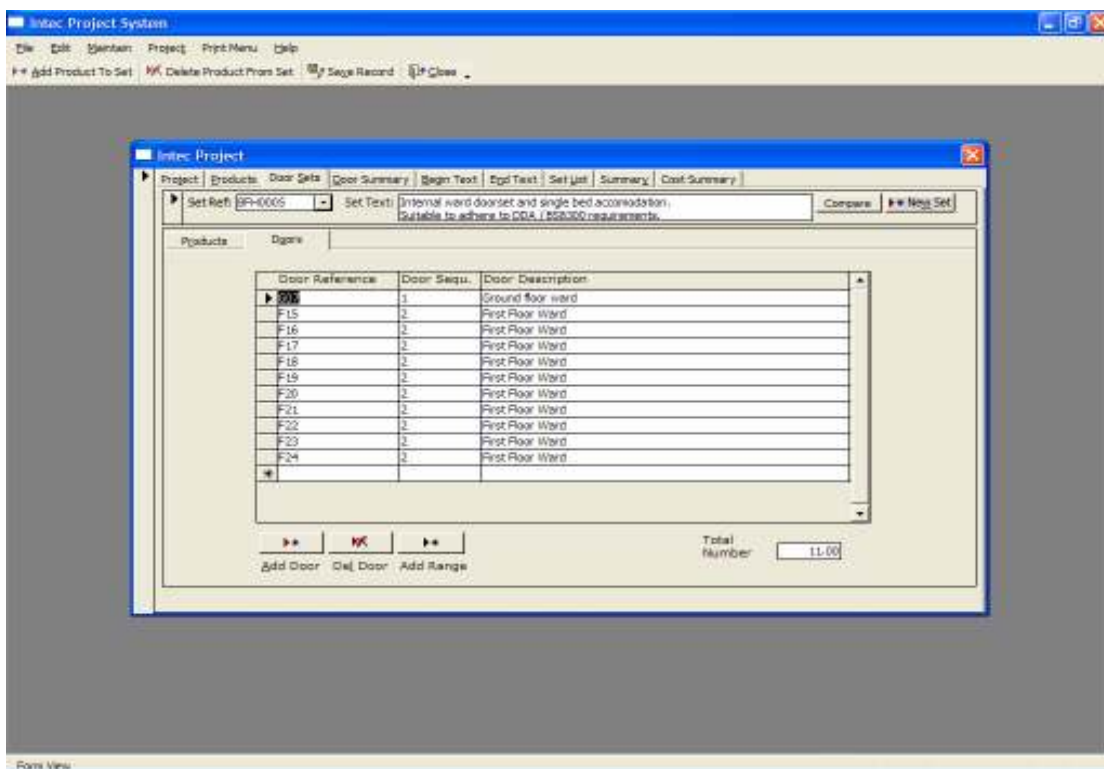 Intec Project System
File Edit Maintain Project Print Menu Help
Add Product To Set Delete Product From Set Save Record Close
Intec Project
Project Products Door Sets Door Summary Begin Text End Text Set List Summary Cost Summary
Set Ref: BFH0005 Set Text: Internal ward doorset and single bed accomodation. Compare New Set
Suitable to adhere to DDA / BS8300 requirements.
Products Doors
Door Reference Door Sequ. Door Description
G07 1 Ground floor ward
F15 2 First Floor Ward
F16 2 First Floor Ward
F17 2 First Floor Ward
F18 2 First Floor Ward
F19 2 First Floor Ward
F20 2 First Floor Ward
F21 2 First Floor Ward
F22 2 First Floor Ward
F23 2 First Floor Ward
F24 2 First Floor Ward
Total
Number 11.00
Add Door Del Door Add Range
Form View